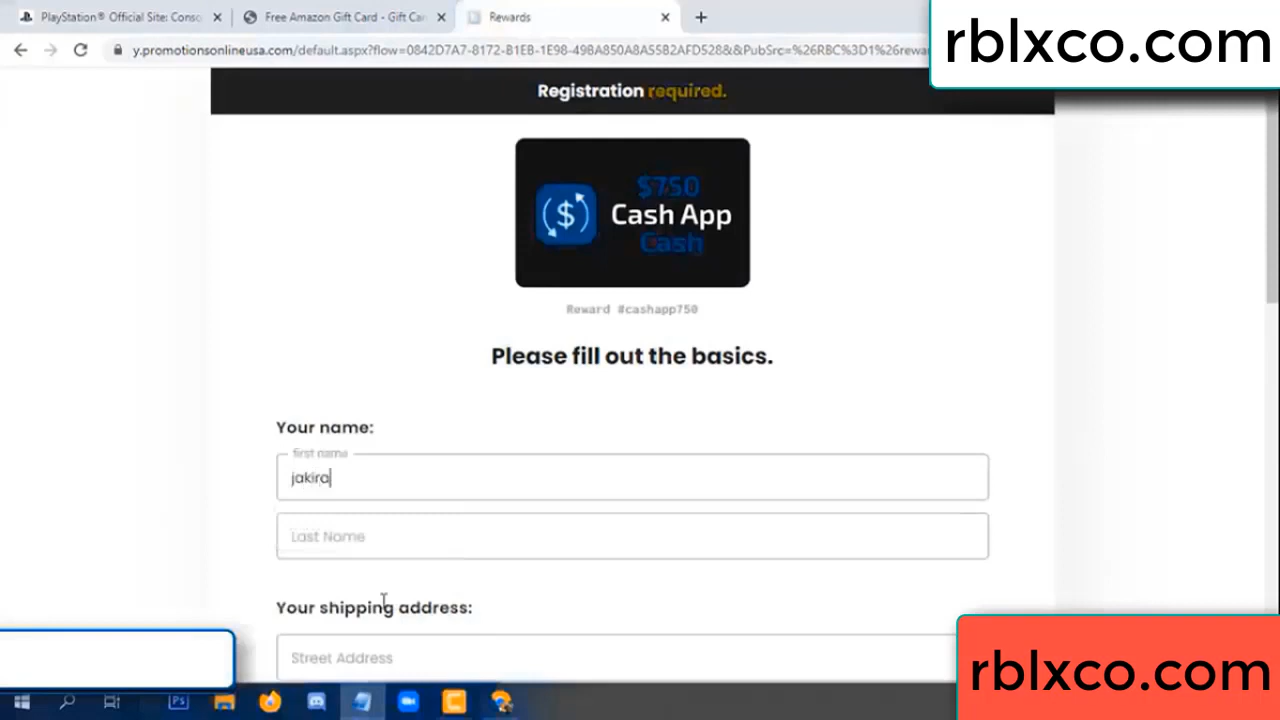 PlayStation® Official Site: Conso
Free Amazon Gift Card - Gift Car
Rewards
rblxco.com
y.promotionsonlineusa.com/default.aspx?flow=0842D7A7-8172-B1EB-1E98-49BA850A8A55B2AFD528&&PubSrc=%26RBC%3D1%26rewar
Registration required.
$750
Cash App
Cash
Reward #cashapp750
Please fill out the basics.
Your name:
first name
jakira
Last Name
Your shipping address:
Street Address
rblxco.com
Ps